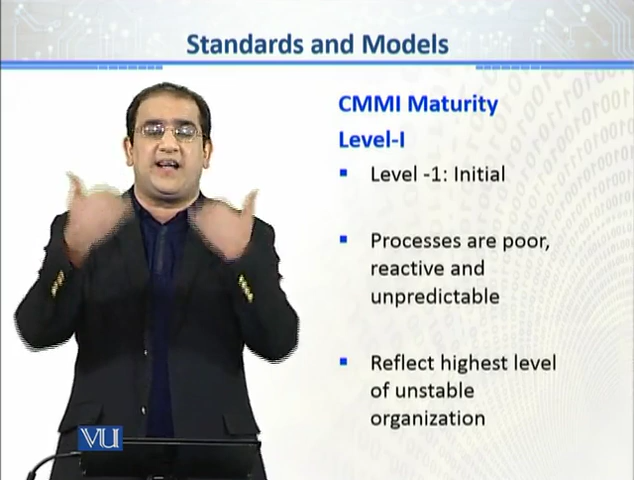 Standards and Models
CMMI Maturity
Level-I
Level -1: Initial
Processes are poor,
reactive and
unpredictable
Reflect highest level
of unstable
organization
VU